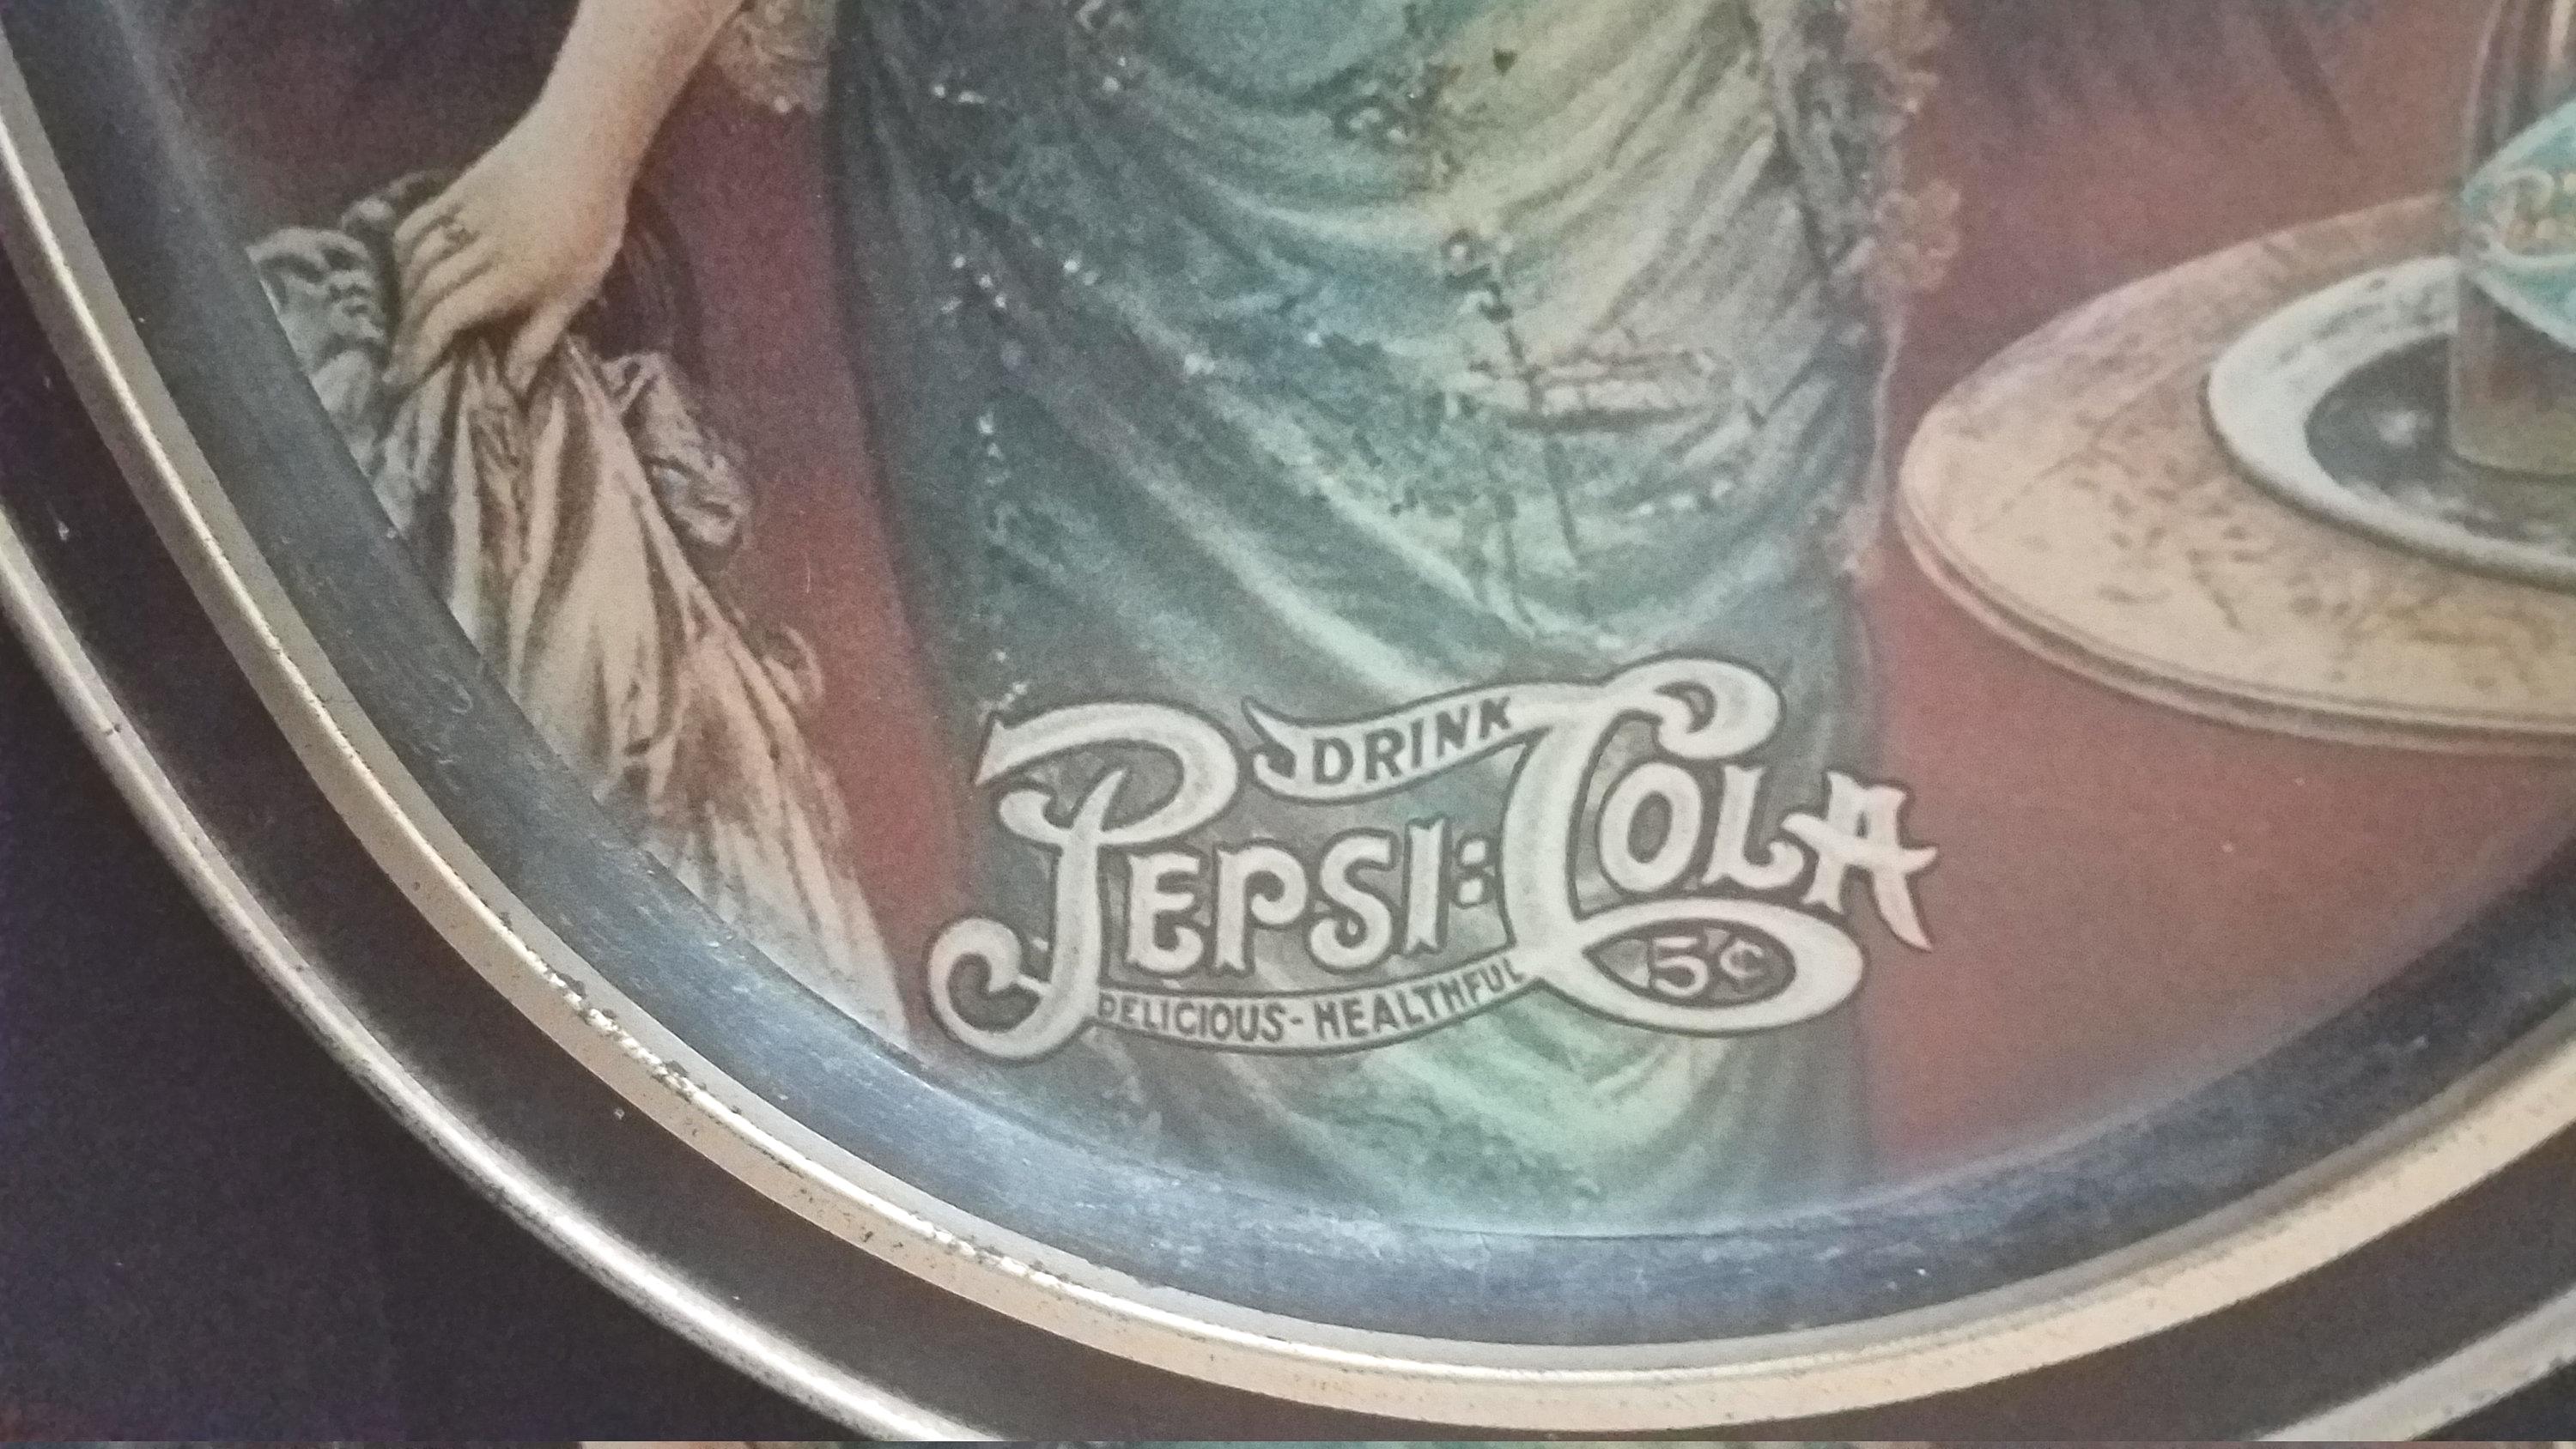 DRINK
PEPSI:COLA
5¢
DELICIOUS-HEALTHFUL